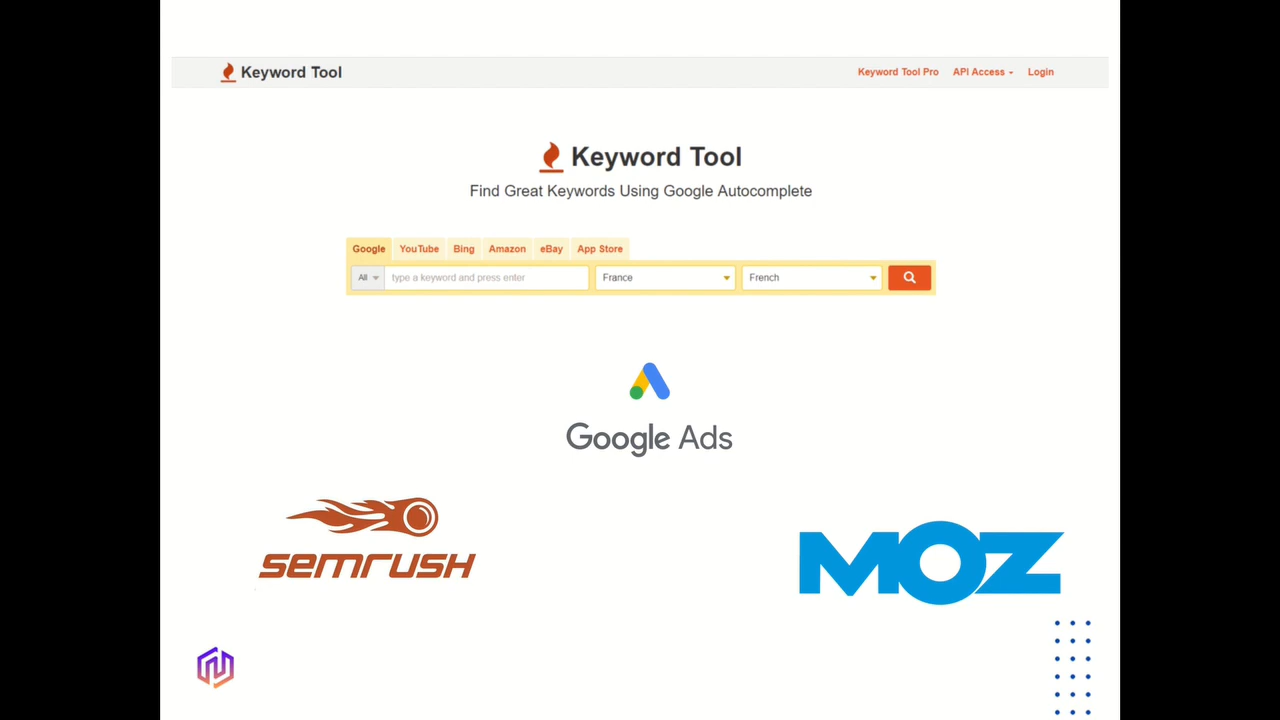 Keyword Tool
Keyword Tool Pro API Access Login
Keyword Tool
Find Great Keywords Using Google Autocomplete
Google YouTube Bing Amazon eBay App Store
All type a keyword and press enter France French
Google Ads
SEMRUSH
MOZ